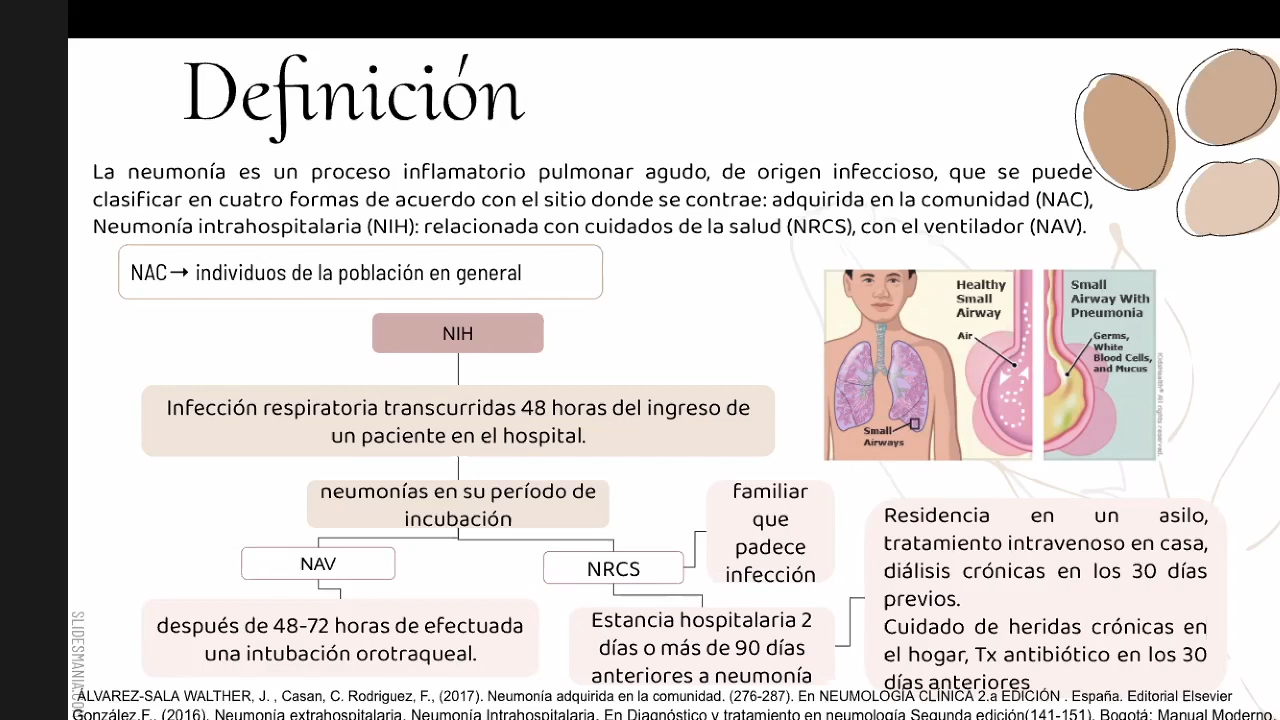 Definición
La neumonía es un proceso inflamatorio pulmonar agudo, de origen infeccioso, que se puede
clasificar en cuatro formas de acuerdo con el sitio donde se contrae: adquirida en la comunidad (NAC),
Neumonía intrahospitalaria (NIH): relacionada con cuidados de la salud (NRCS), con el ventilador (NAV).
NAC→ individuos de la población en general
NIH
Infección respiratoria transcurridas 48 horas del ingreso de
un paciente en el hospital.
neumonías en su período de
incubación
NAV
después de 48-72 horas de efectuada
una intubación orotraqueal.
NRCS
familiar
que
padece
infección
Estancia hospitalaria 2
días o más de 90 días
anteriores a neumonía
Residencia en un asilo,
tratamiento intravenoso en casa,
diálisis crónicas en los 30 días
previos.
Cuidado de heridas crónicas en
el hogar, Tx antibiótico en los 30
días anteriores
Healthy
Small
Airway
Air
Small
Airways
Small
Airway With
Pneumonia
Germs,
White
Blood Cells,
and Mucus
KidsHealth® All rights reserved.
SLIDESMANIA.CO
ÁLVAREZ-SALA WALTHER, J. , Casan, C. Rodriguez, F., (2017). Neumonía adquirida en la comunidad. (276-287). En NEUMOLOGÍA CLÍNICA 2.a EDICIÓN . España. Editorial Elsevier
González,F., (2016). Neumonía extrahospitalaria, Neumonía Intrahospitalaria. En Diagnóstico y tratamiento en neumología Segunda edición(141-151). Bogotá: Manual Moderno